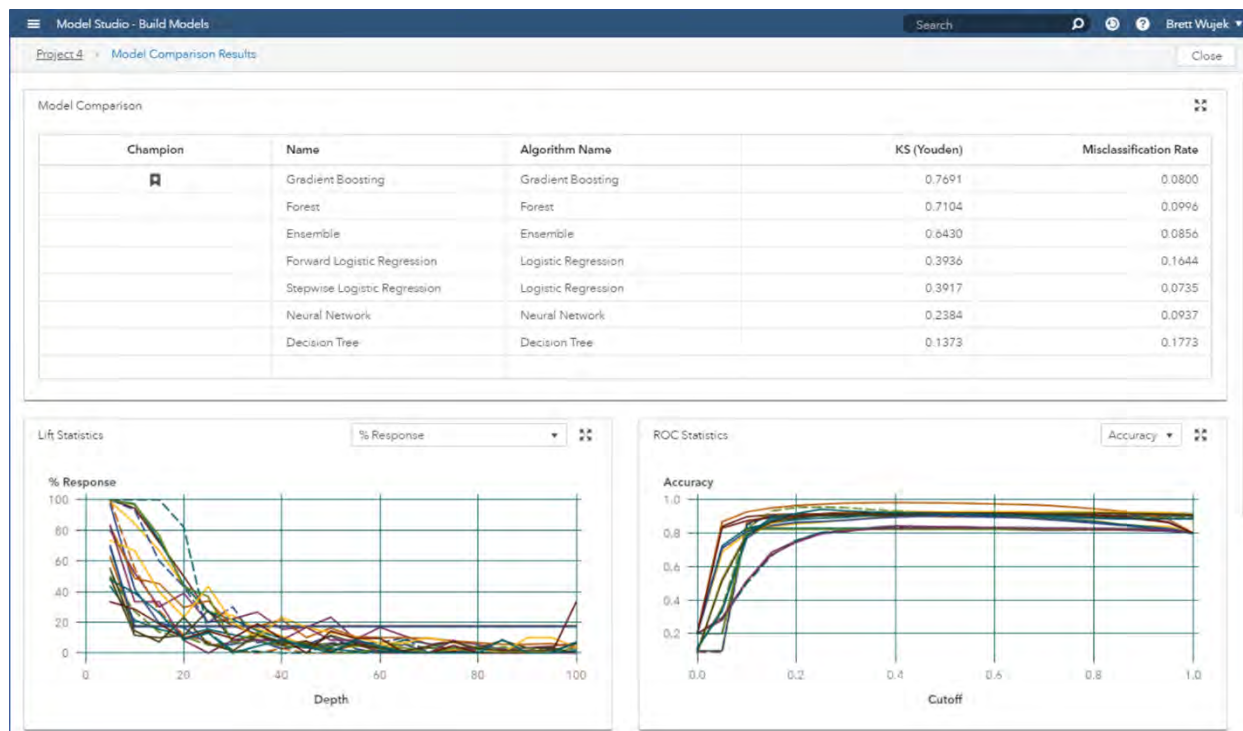 Model Studio - Build Models Search Brett Wujek
Project 4 Model Comparison Results Close
Model Comparison
Champion Name Algorithm Name KS (Youden) Misclassification Rate
Gradient Boosting Gradient Boosting 0.7691 0.0800
Forest Forest 0.7104 0.0996
Ensemble Ensemble 0.6430 0.0856
Forward Logistic Regression Logistic Regression 0.3936 0.1644
Stepwise Logistic Regression Logistic Regression 0.3917 0.0735
Neural Network Neural Network 0.2384 0.0937
Decision Tree Decision Tree 0.1373 0.1773
Lift Statistics % Response ROC Statistics Accuracy
% Response Accuracy
100 1.0
80 0.8
60 0.6
40 0.4
20 0.2
0
0 20 40 60 80 100 0.0 0.2 0.4 0.6 0.8 1.0
Depth Cutoff